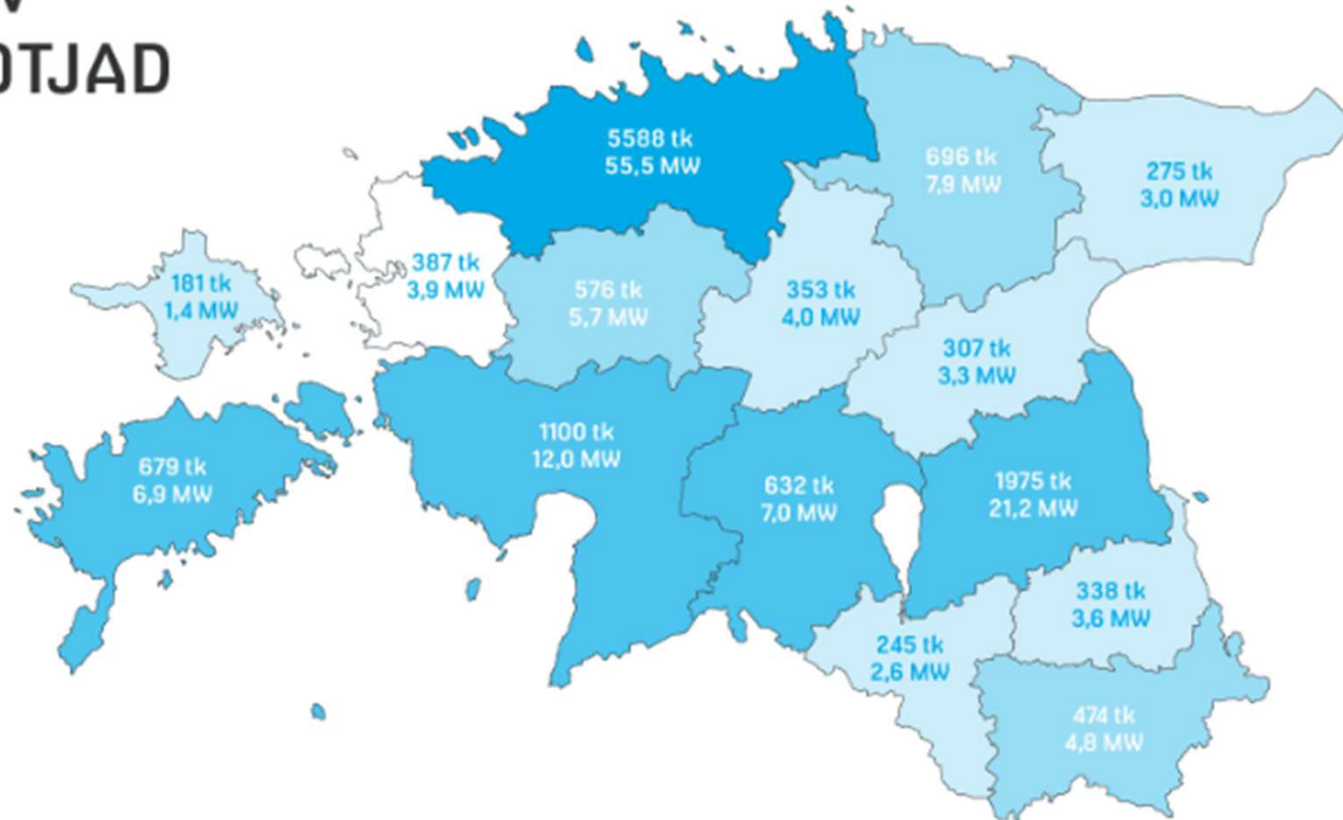 OTJAD
5588 tk
55,5 MW
696 tk
7,9 MW
275 tk
3,0 MW
387 tk
3,9 MW
181 tk
1,4 MW
576 tk
5,7 MW
353 tk
4,0 MW
307 tk
3,3 MW
1100 tk
12,0 MW
679 tk
6,9 MW
632 tk
7,0 MW
1975 tk
21,2 MW
338 tk
3,6 MW
245 tk
2,6 MW
474 tk
4,8 MW